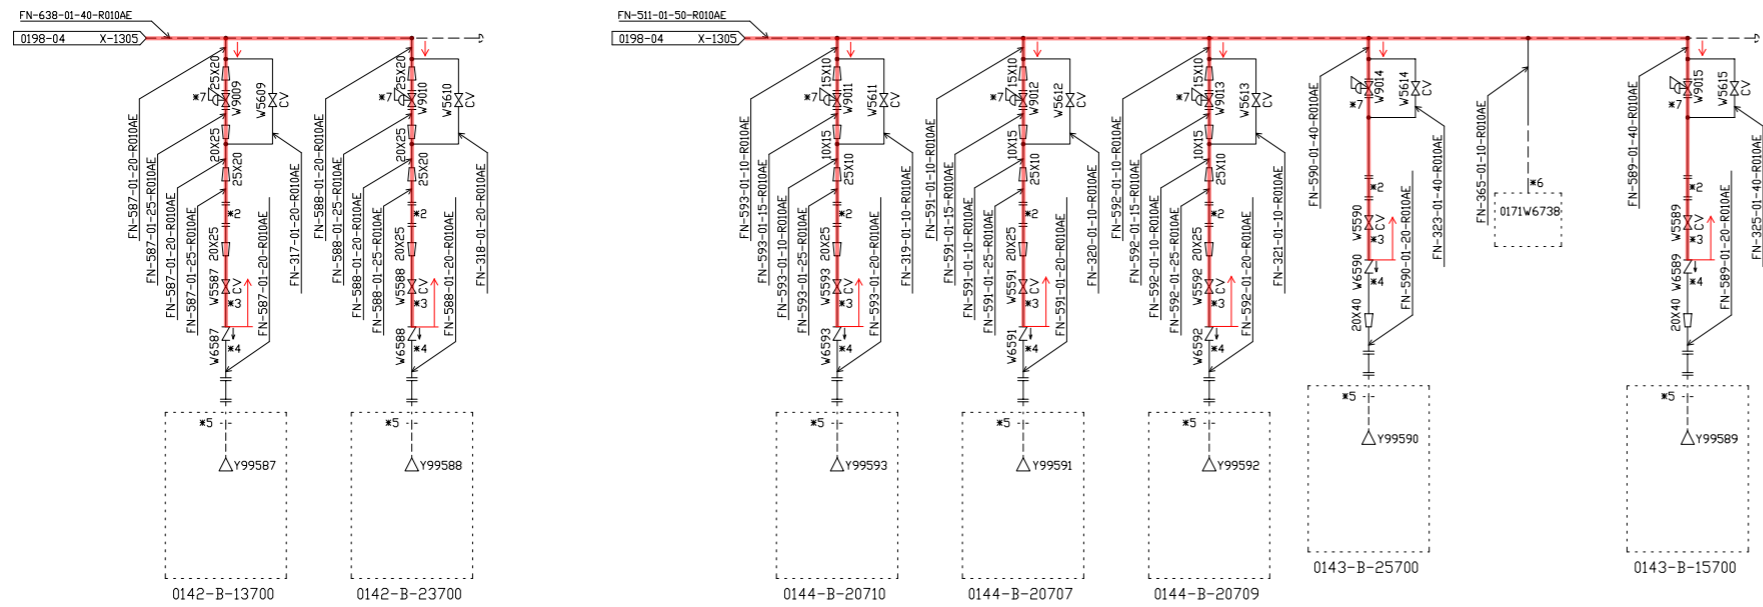 FN-638-01-40-R010AE
0198-04 X-1305
FN-587-01-20-R010AE
FN-587-01-25-R010AE
FN-587-01-20-R010AE
FN-587-01-25-R010AE
25X20
W9009
*7
20X25
25X20
*2
20X25
W5587
CV
*3
W6587
*4
W5609
CV
FN-317-01-20-R010AE
FN-587-01-20-R010AE
*5
Y99587
0142-B-13700
FN-588-01-20-R010AE
FN-588-01-25-R010AE
FN-588-01-20-R010AE
FN-588-01-25-R010AE
25X20
W9010
*7
20X25
25X20
*2
20X25
W5588
CV
*3
W6588
*4
W5610
CV
FN-318-01-20-R010AE
FN-588-01-20-R010AE
*5
Y99588
0142-B-23700
FN-511-01-50-R010AE
0198-04 X-1305
FN-593-01-10-R010AE
FN-593-01-15-R010AE
FN-593-01-10-R010AE
FN-593-01-25-R010AE
15X10
W9011
*7
10X15
25X10
*2
20X25
W5593
CV
*3
W6593
*4
W5611
CV
FN-319-01-10-R010AE
FN-593-01-20-R010AE
*5
Y99593
0144-B-20710
FN-591-01-10-R010AE
FN-591-01-15-R010AE
FN-591-01-10-R010AE
FN-591-01-25-R010AE
15X10
W9012
*7
10X15
25X10
*2
20X25
W5591
CV
*3
W6591
*4
W5612
CV
FN-320-01-10-R010AE
FN-591-01-20-R010AE
*5
Y99591
0144-B-20707
FN-592-01-10-R010AE
FN-592-01-15-R010AE
FN-592-01-10-R010AE
FN-592-01-25-R010AE
15X10
W9013
*7
10X15
25X10
*2
20X25
W5592
CV
*3
W6592
*4
W5613
CV
FN-321-01-10-R010AE
FN-592-01-20-R010AE
*5
Y99592
0144-B-20709
FN-590-01-40-R010AE
W9014
*7
W5614
CV
*2
W5590
CV
*3
W6590
*4
20X40
FN-590-01-20-R010AE
FN-323-01-40-R010AE
*5
Y99590
0143-B-25700
FN-365-01-10-R010AE
*6
0171W6738
FN-589-01-40-R010AE
W9015
*7
W5615
CV
*2
W5589
CV
*3
W6589
*4
20X40
FN-589-01-20-R010AE
FN-325-01-40-R010AE
*5
Y99589
0143-B-15700